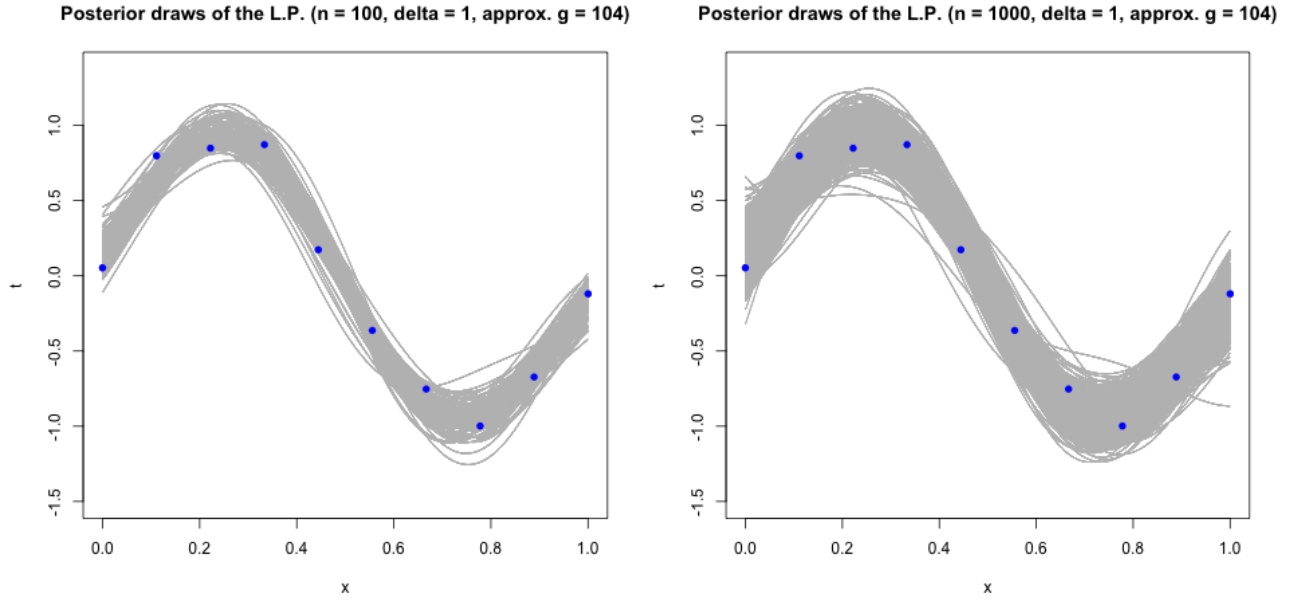 Posterior draws of the L.P. (n = 100, delta = 1, approx. g = 104)
t
1.0
0.5
0.0
-0.5
-1.0
-1.5
0.0 0.2 0.4 0.6 0.8 1.0
x
Posterior draws of the L.P. (n = 1000, delta = 1, approx. g = 104)
t
1.0
0.5
0.0
-0.5
-1.0
-1.5
0.0 0.2 0.4 0.6 0.8 1.0
x